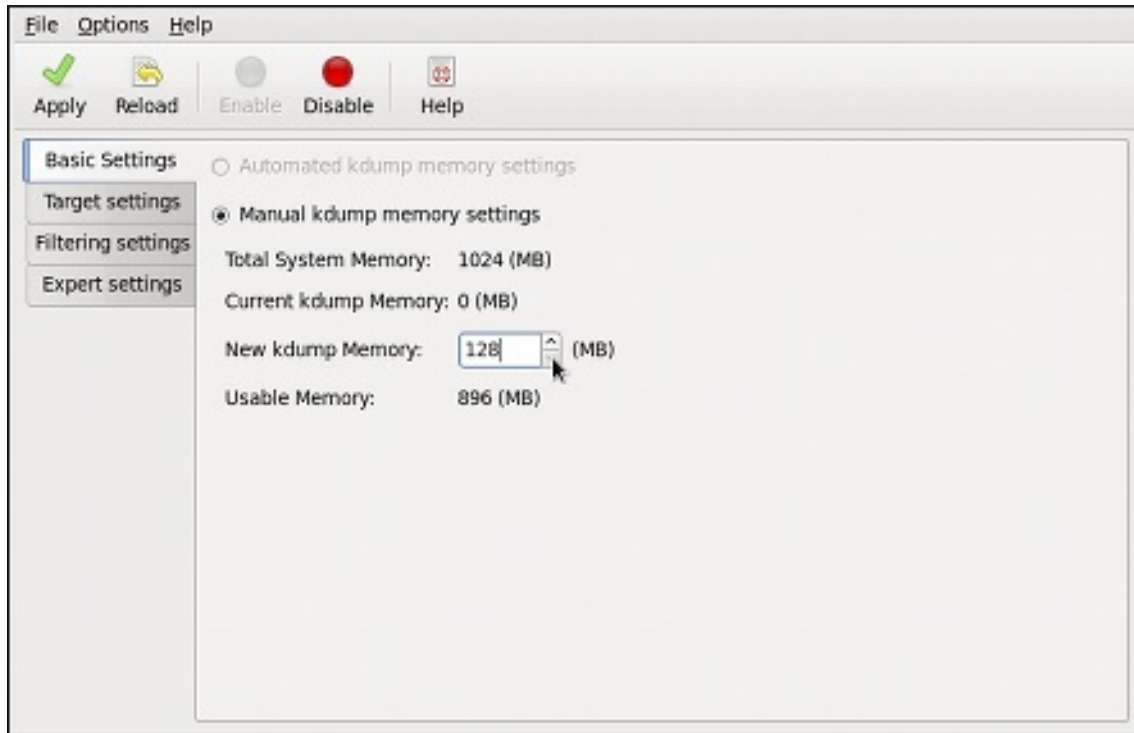 File Options Help
Apply Reload Enable Disable Help
Basic Settings
Target settings
Filtering settings
Expert settings
Automated kdump memory settings
Manual kdump memory settings
Total System Memory: 1024 (MB)
Current kdump Memory: 0 (MB)
New kdump Memory: 128 (MB)
Usable Memory: 896 (MB)